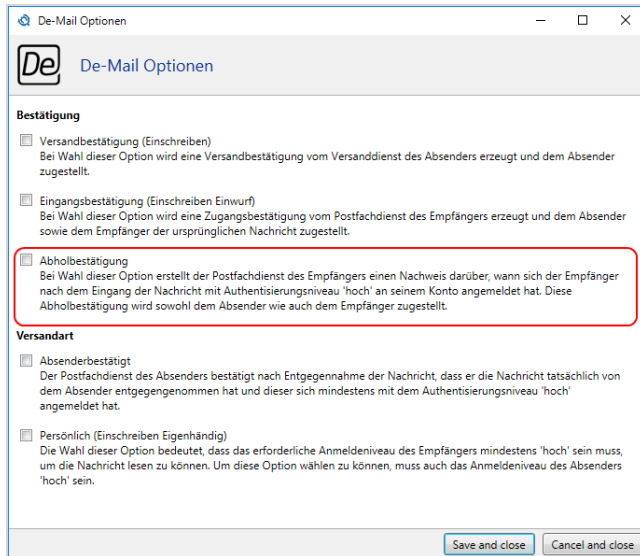 De-Mail Optionen
De
De-Mail Optionen
Bestätigung
Versandbestätigung (Einschreiben)
Bei Wahl dieser Option wird eine Versandbestätigung vom Versanddienst des Absenders erzeugt und dem Absender
zugestellt.
Eingangsbestätigung (Einschreiben Einwurf)
Bei Wahl dieser Option wird eine Zugangsbestätigung vom Postfachdienst des Empfängers erzeugt und dem Absender
sowie dem Empfänger der ursprünglichen Nachricht zugestellt.
Abholbestätigung
Bei Wahl dieser Option erstellt der Postfachdienst des Empfängers einen Nachweis darüber, wann sich der Empfänger
nach dem Eingang der Nachricht mit Authentisierungsniveau 'hoch' an seinem Konto angemeldet hat. Diese
Abholbestätigung wird sowohl dem Absender wie auch dem Empfänger zugestellt.
Versandart
Absenderbestätigt
Der Postfachdienst des Absenders bestätigt nach Entgegennahme der Nachricht, dass er die Nachricht tatsächlich von
dem Absender entgegengenommen hat und dieser sich mindestens mit dem Authentisierungsniveau 'hoch'
angemeldet hat.
Persönlich (Einschreiben Eigenhändig)
Die Wahl dieser Option bedeutet, dass das erforderliche Anmeldeniveau des Empfängers mindestens 'hoch' sein muss,
um die Nachricht lesen zu können. Um diese Option wählen zu können, muss auch das Anmeldeniveau des Absenders
'hoch' sein.
Save and close
Cancel and close